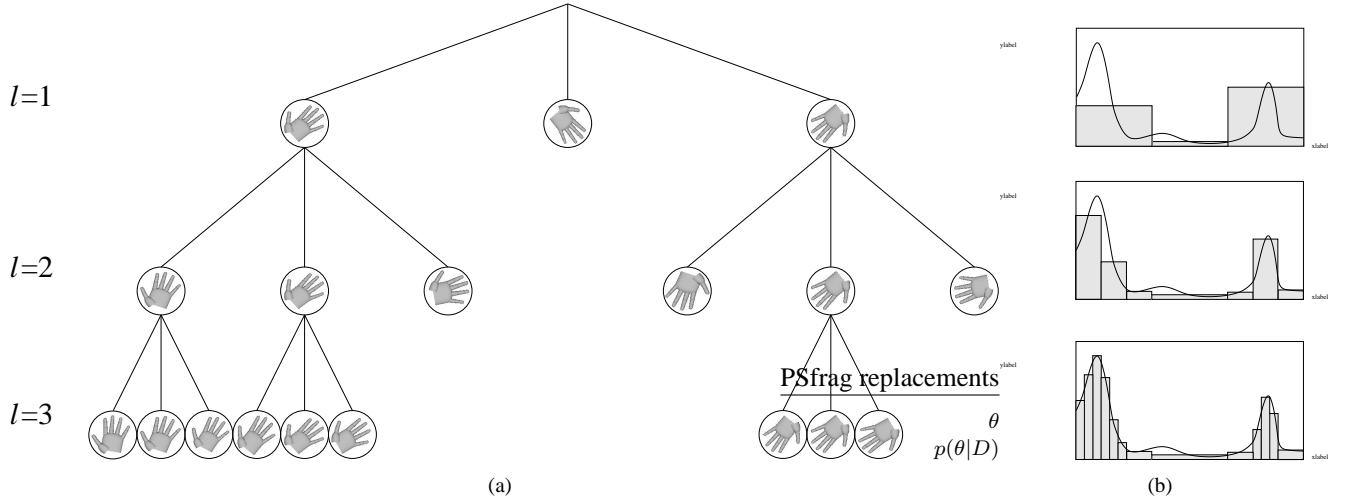 l=1
l=2
l=3
PSfrag replacements
θ
p(θ|D)
(a)
ylabel
xlabel
ylabel
xlabel
ylabel
xlabel
(b)